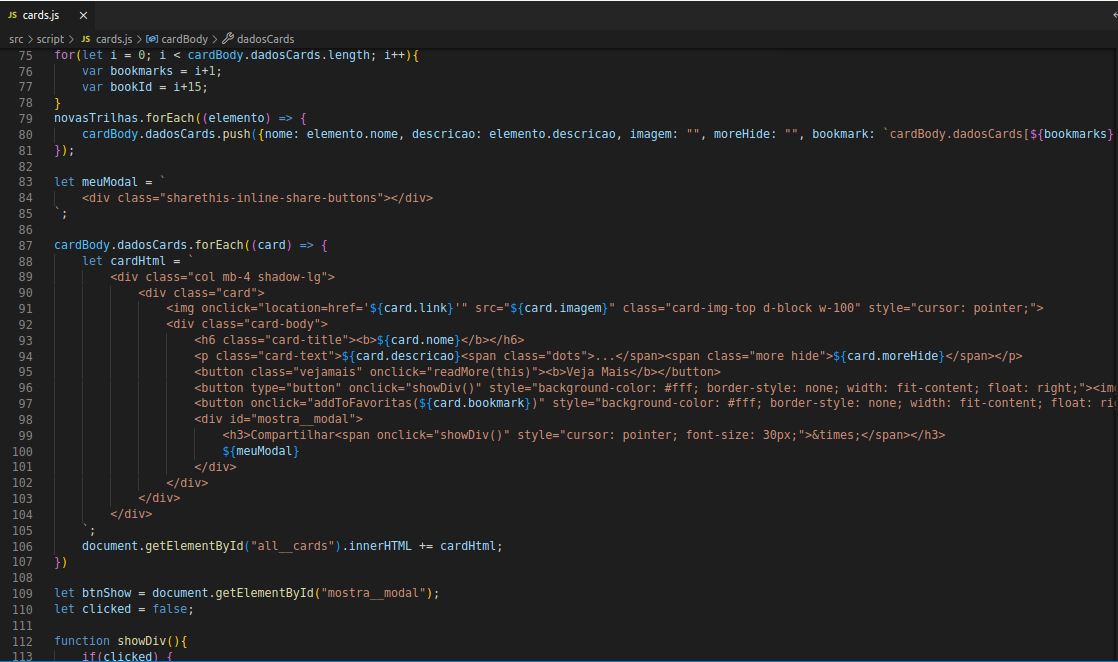 JS cards.js ×
src > script > JS cards.js > cardBody > dadosCards
75 for(let i = 0; i < cardBody.dadosCards.length; i++){
76     var bookmarks = i+1;
77     var bookId = i+15;
78 }
79 novasTrilhas.forEach((elemento) => {
80     cardBody.dadosCards.push({nome: elemento.nome, descricao: elemento.descricao, imagem: "", moreHide: "", bookmark: `cardBody.dadosCards[${bookmarks}
81 });
82
83 let meuModal = `
84     <div class="sharethis-inline-share-buttons"></div>
85 `;
86
87 cardBody.dadosCards.forEach((card) => {
88     let cardHtml = `
89         <div class="col mb-4 shadow-lg">
90             <div class="card">
91                 <img onclick="location=href='${card.link}'" src="${card.imagem}" class="card-img-top d-block w-100" style="cursor: pointer;">
92                 <div class="card-body">
93                     <h6 class="card-title"><b>${card.nome}</b></h6>
94                     <p class="card-text">${card.descricao}<span class="dots">...</span><span class="more hide">${card.moreHide}</span></p>
95                     <button class="vejamais" onclick="readMore(this)"><b>Veja Mais</b></button>
96                     <button type="button" onclick="showDiv()" style="background-color: #fff; border-style: none; width: fit-content; float: right;"><im
97                     <button onclick="addToFavoritas(${card.bookmark})" style="background-color: #fff; border-style: none; width: fit-content; float: ri
98                     <div id="mostra__modal">
99                         <h3>Compartilhar<span onclick="showDiv()" style="cursor: pointer; font-size: 30px;">&times;</span></h3>
100                         ${meuModal}
101                     </div>
102                 </div>
103             </div>
104         </div>
105     `;
106     document.getElementById("all__cards").innerHTML += cardHtml;
107 })
108
109 let btnShow = document.getElementById("mostra__modal");
110 let clicked = false;
111
112 function showDiv(){
113     if(clicked) {